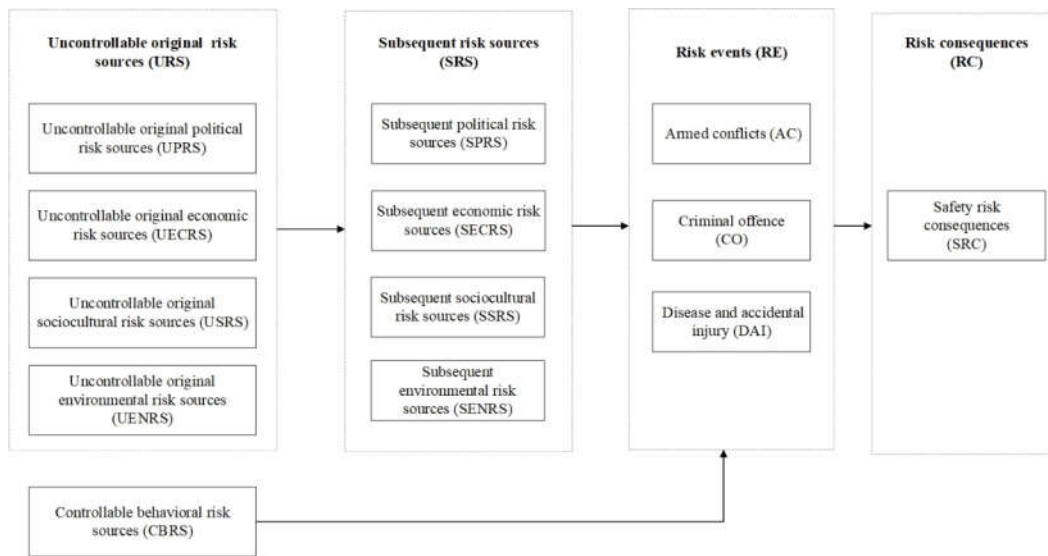 Uncontrollable original risk
sources (URS)
Uncontrollable original political
risk sources (UPRS)
Uncontrollable original economic
risk sources (UECRS)
Uncontrollable original
sociocultural risk sources (USRS)
Uncontrollable original
environmental risk sources
(UENRS)
Controllable behavioral risk
sources (CBRS)
Subsequent risk sources
(SRS)
Subsequent political risk
sources (SPRS)
Subsequent economic risk
sources (SECRS)
Subsequent sociocultural
risk sources (SSRS)
Subsequent
environmental risk
sources (SENRS)
Risk events (RE)
Armed conflicts (AC)
Criminal offence
(CO)
Disease and accidental
injury (DAI)
Risk consequences
(RC)
Safety risk
consequences
(SRC)